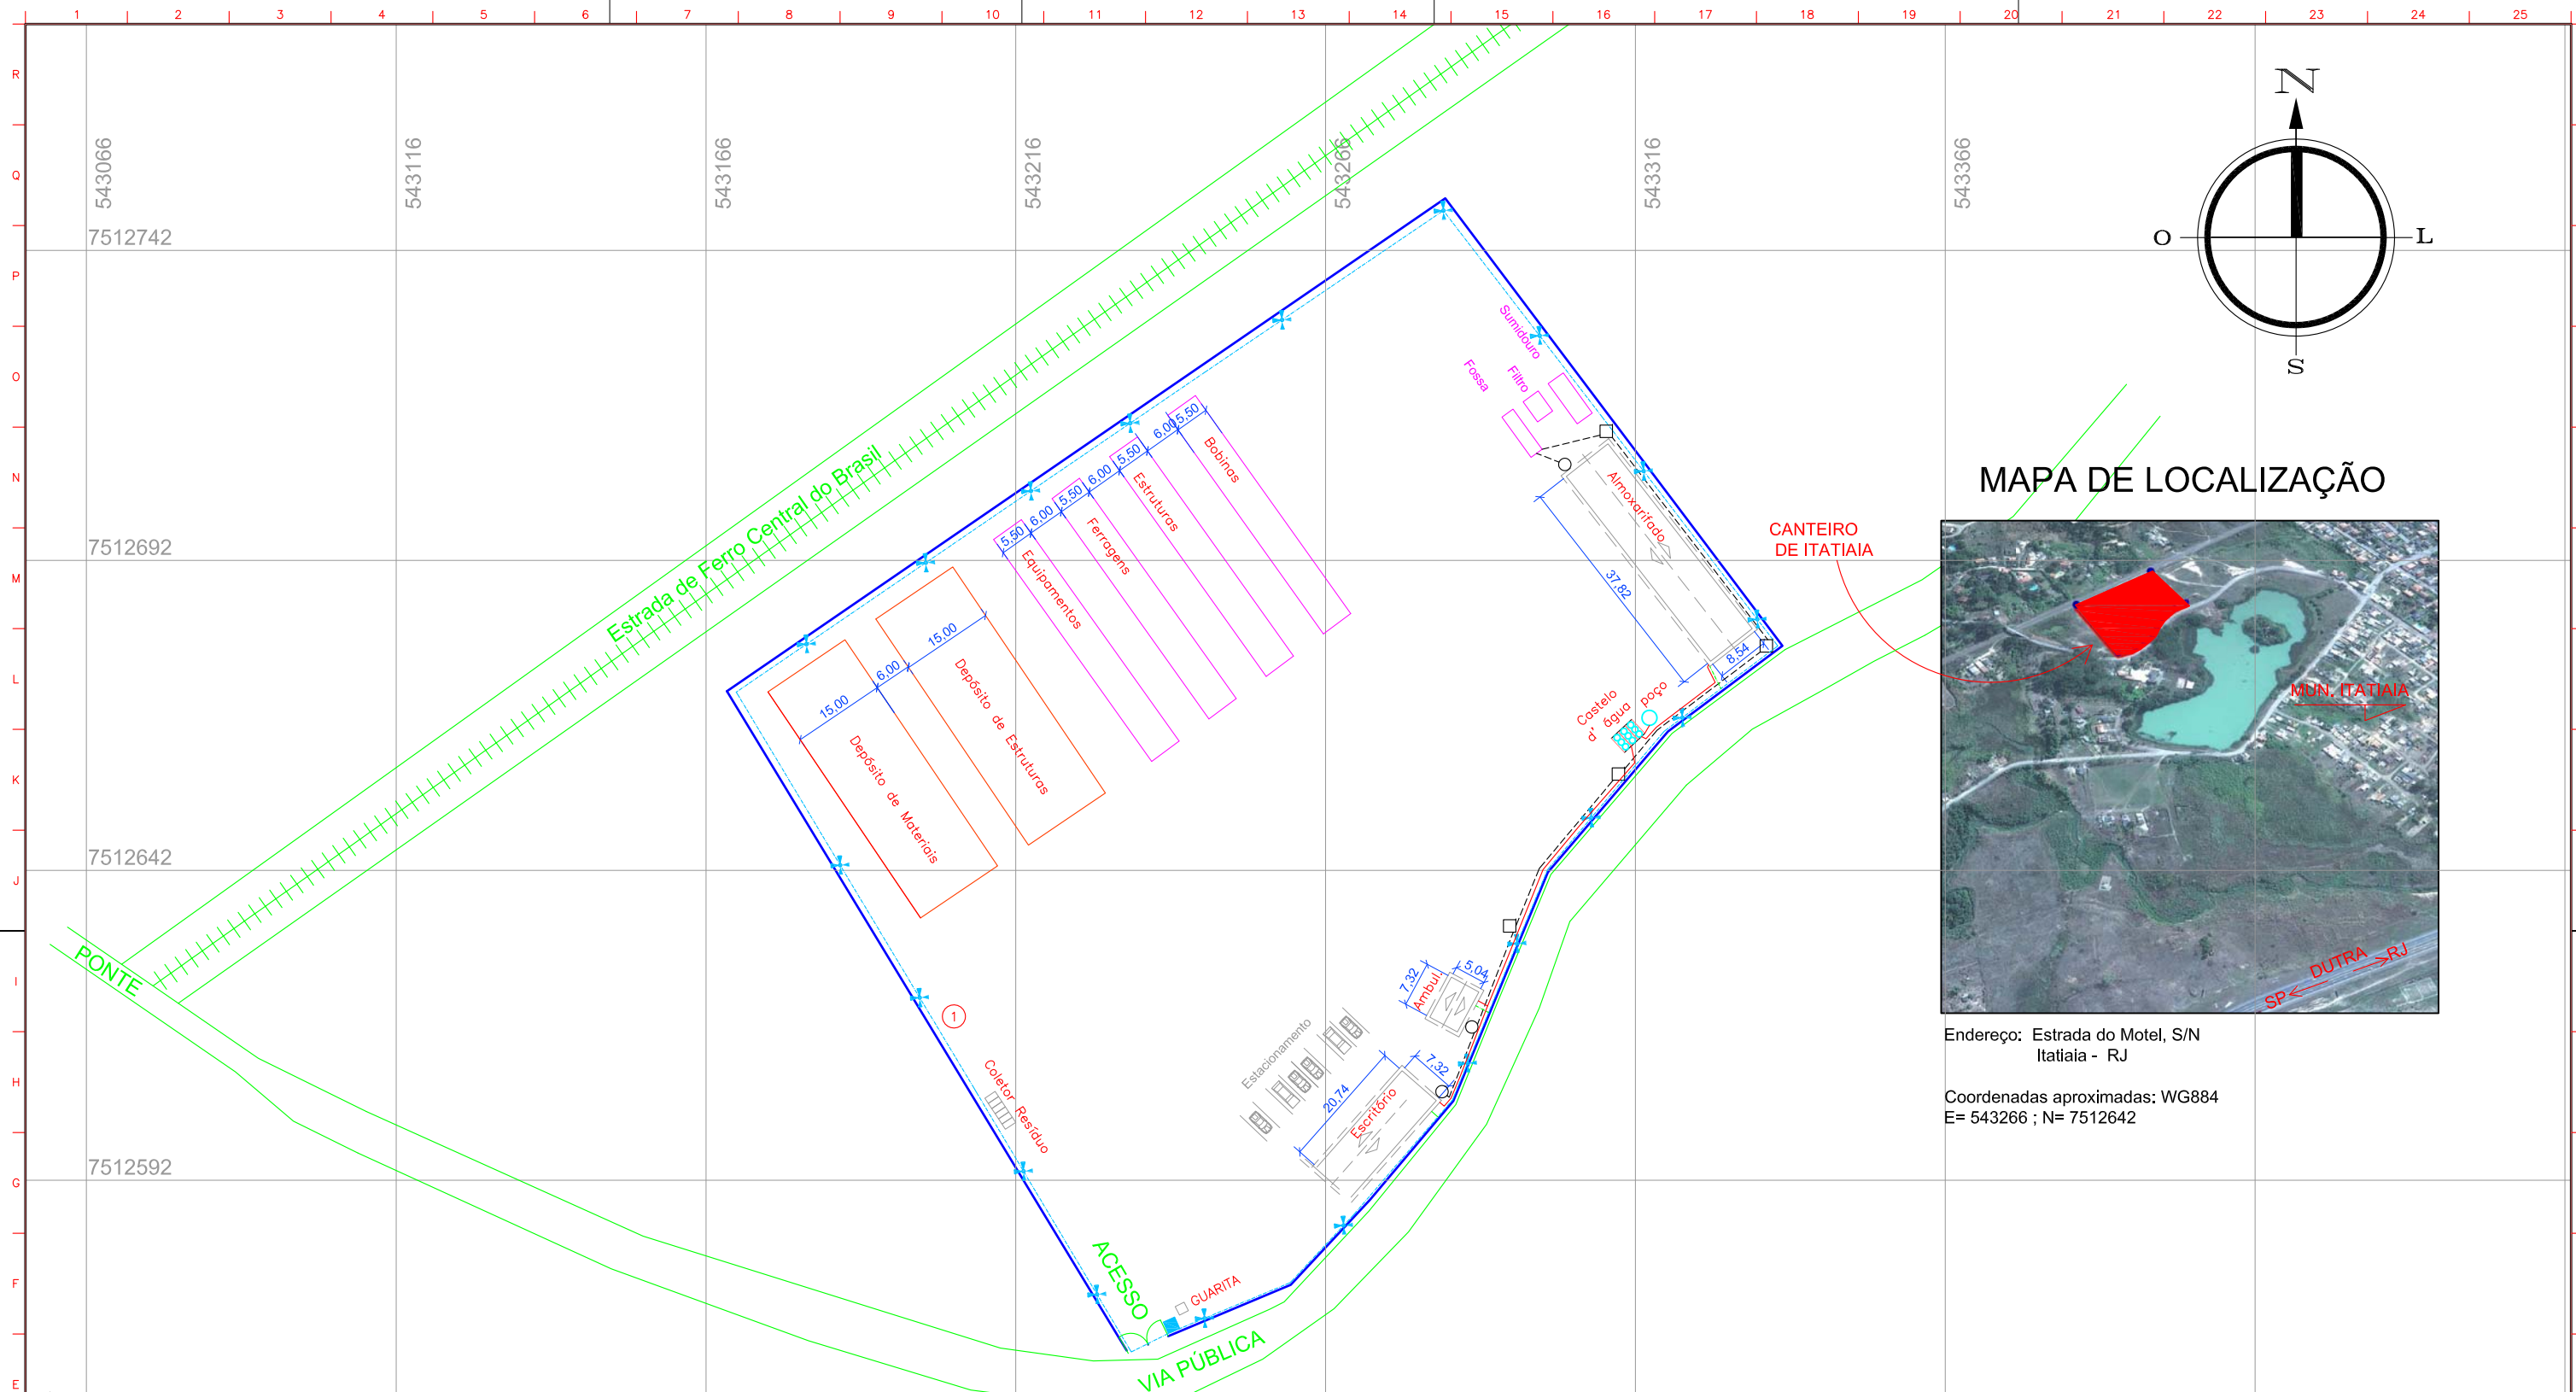 1 2 3 4 5 6 7 8 9 10 11 12 13 14 15 16 17 18 19 20 21 22 23 24 25
R
Q
P
O
N
M
L
K
J
I
H
G
F
E
543066
543116
543166
543216
543266
543316
543366
7512742
7512692
7512642
7512592
N
O
L
S
Estrada de Ferro Central do Brasil
PONTE
Sumidouro
Filtro
Fossa
5,50
6,00
5,50
6,00
5,50
6,00
5,50
Bobinas
Estruturas
Ferragens
Equipamentos
15,00
6,00
15,00
Depósito de Estruturas
Depósito de Materiais
Almoxarifado
37,82
8,54
Castelo
d' água
poço
7,32
5,04
Ambul.
Estacionamento
20,74
7,32
Escritório
1
Coletor Resíduo
ACESSO
GUARITA
VIA PÚBLICA
MAPA DE LOCALIZAÇÃO
CANTEIRO
DE ITATIAIA
MUN. ITATIAIA
DUTRA
RJ
SP
Endereço: Estrada do Motel, S/N
Itatiaia - RJ
Coordenadas aproximadas: WG884
E= 543266 ; N= 7512642